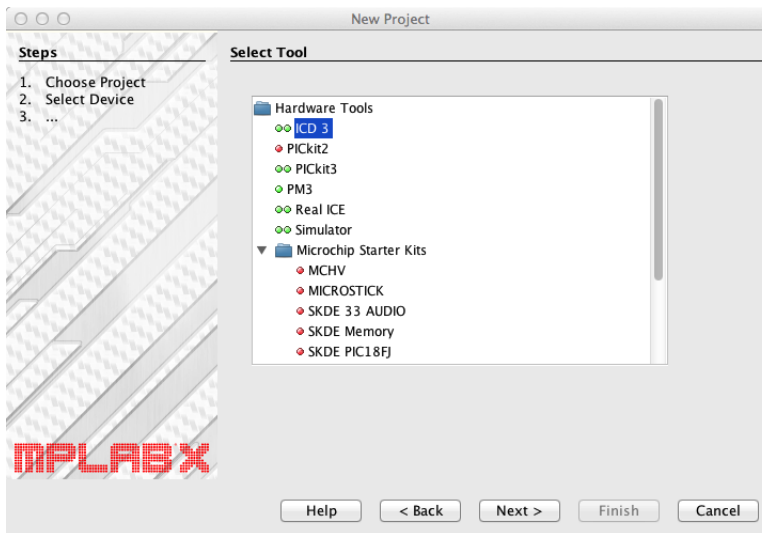 New Project
Steps
1. Choose Project
2. Select Device
3. ...
Select Tool
Hardware Tools
ICD 3
PICkit2
PICkit3
PM3
Real ICE
Simulator
Microchip Starter Kits
MCHV
MICROSTICK
SKDE 33 AUDIO
SKDE Memory
SKDE PIC18FJ
MPLAB X
Help
< Back
Next >
Finish
Cancel